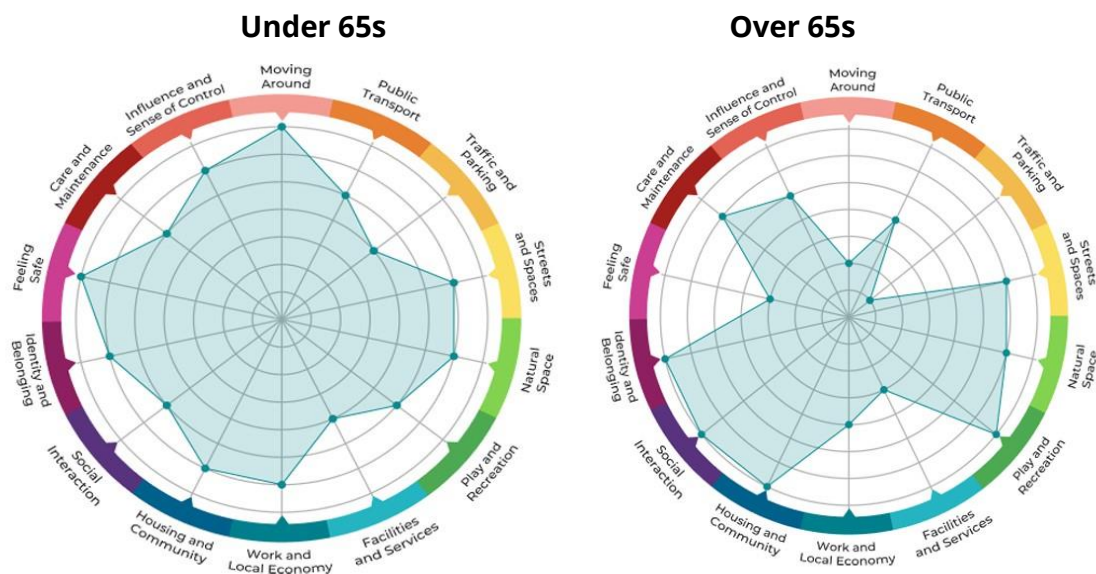 Under 65s
Moving
Around
Public
Transport
Traffic and
Parking
Streets
and Spaces
Natural
Space
Play and
Recreation
Facilities
and Services
Work and
Local Economy
Housing and
Community
Social
Interaction
Identity and
Belonging
Feeling
Safe
Care and
Maintenance
Influence and
Sense of Control
Over 65s
Moving
Around
Public
Transport
Traffic and
Parking
Streets
and Spaces
Natural
Space
Play and
Recreation
Facilities
and Services
Work and
Local Economy
Housing and
Community
Social
Interaction
Identity and
Belonging
Feeling
Safe
Care and
Maintenance
Influence and
Sense of Control